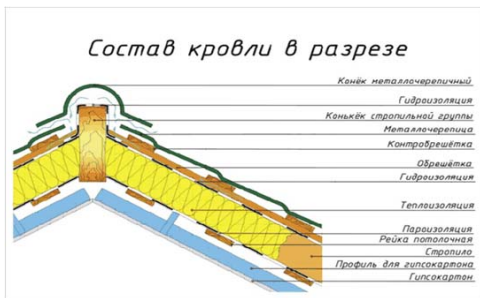 Состав кровли в разрезе
Конёк металлочерепичный
Гидроизоляция
Конькёк стропильной группы
Металлочерепица
Контробрешётка
Обрешётка
Гидроизоляция
Теплоизоляция
Пароизоляция
Рейка потолочная
Стропило
Профиль для гипсокартона
Гипсокартон